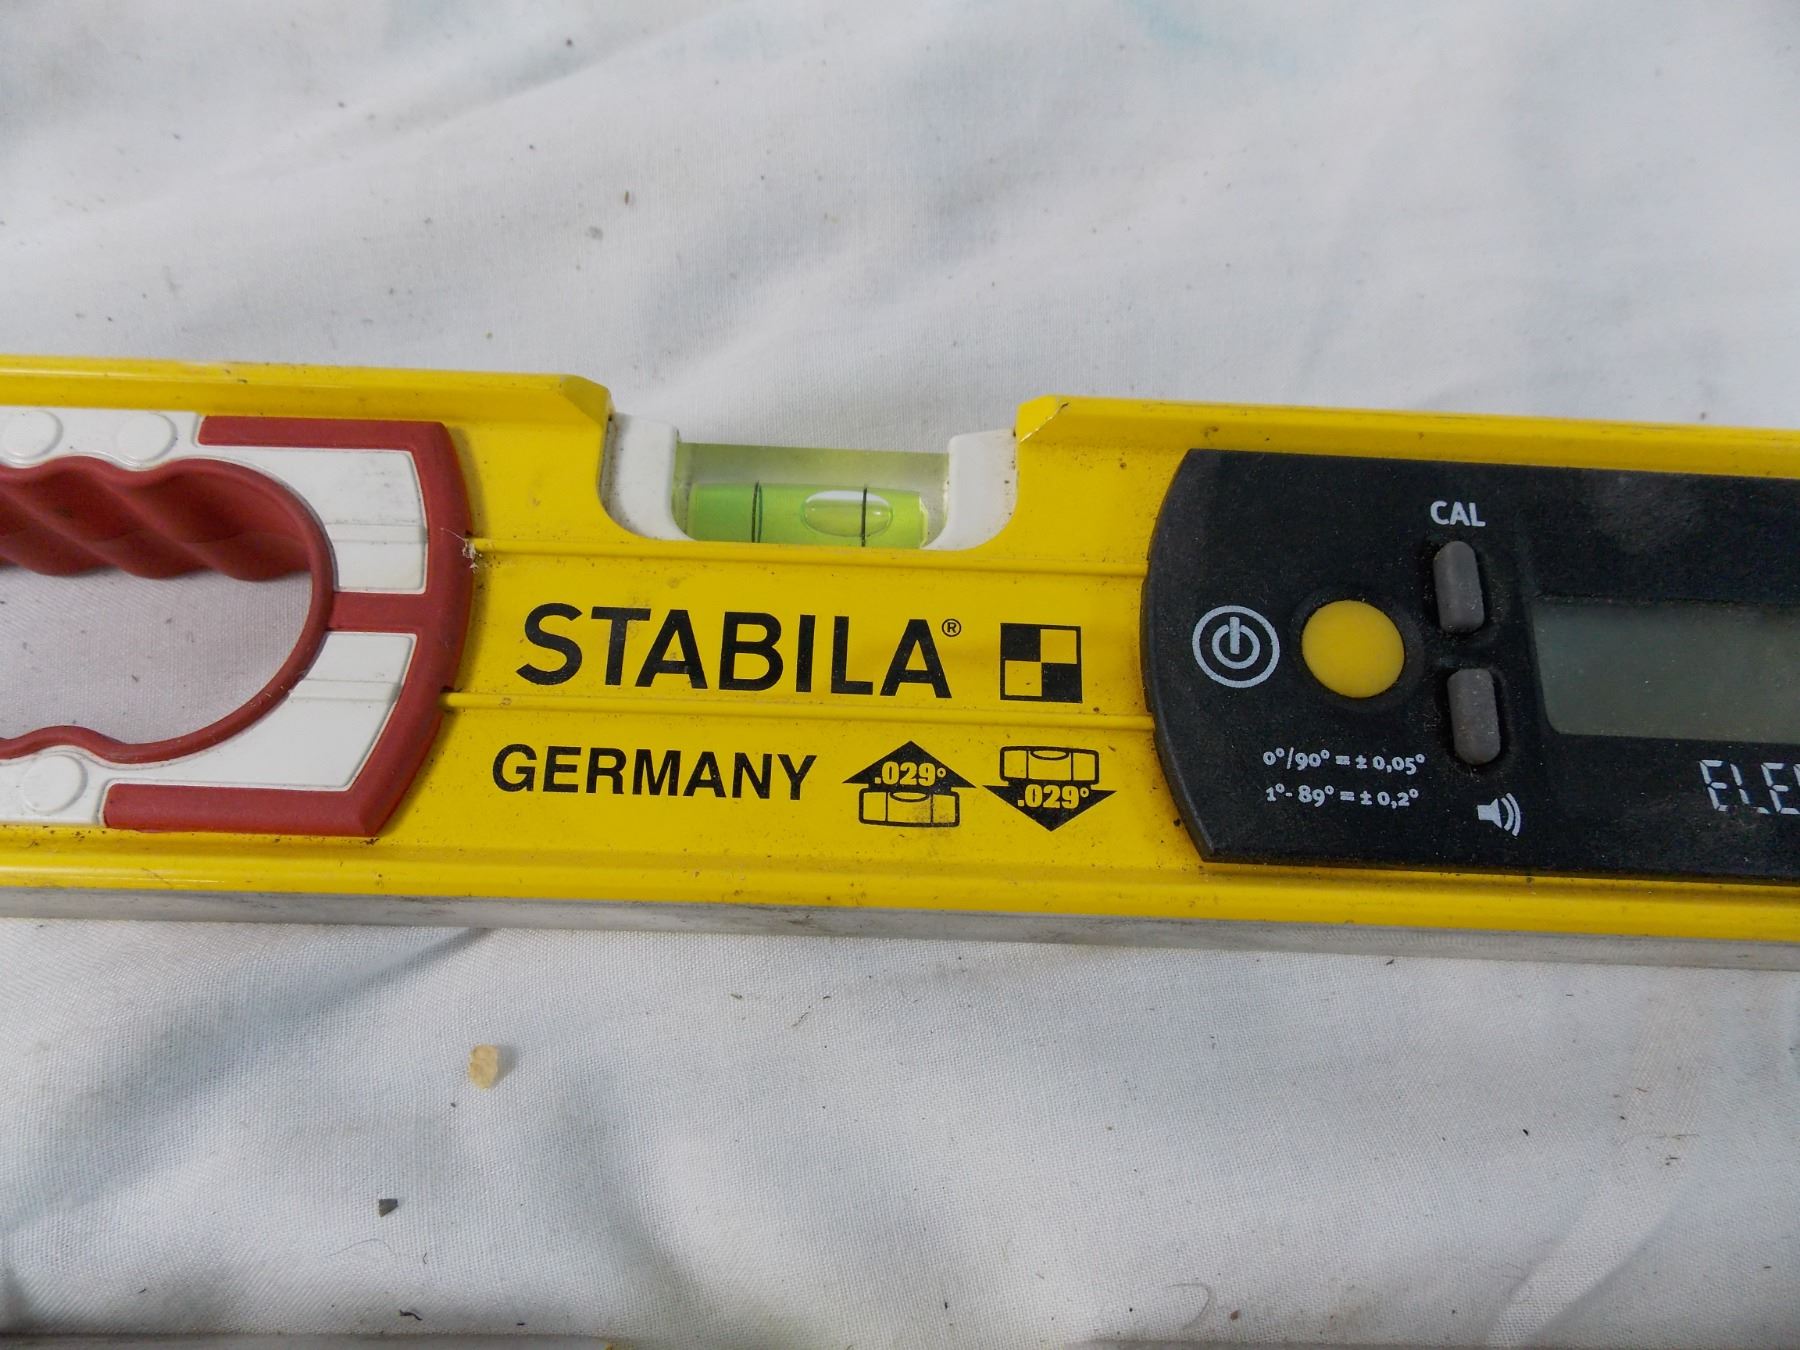 STABILA®
GERMANY
.029°
.029°
CAL
0°/90° = ± 0,05°
1°- 89° = ± 0,2°